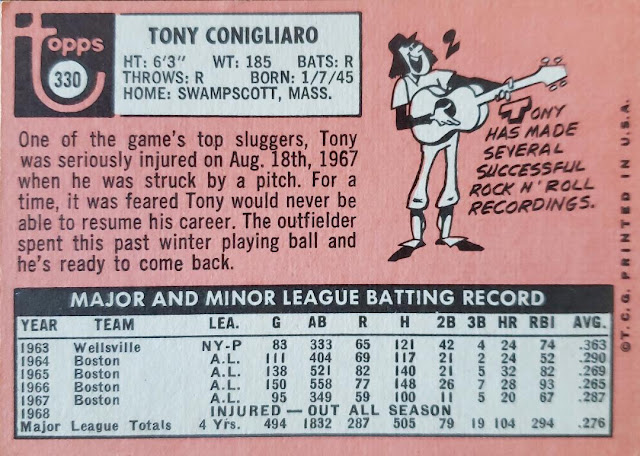 topps
330
TONY CONIGLIARO
HT: 6'3" WT: 185 BATS: R
THROWS: R BORN: 1/7/45
HOME: SWAMPSCOTT, MASS.
One of the game's top sluggers, Tony
was seriously injured on Aug. 18th, 1967
when he was struck by a pitch. For a
time, it was feared Tony would never be
able to resume his career. The outfielder
spent this past winter playing ball and
he's ready to come back.
TONY
HAS MADE
SEVERAL
SUCCESSFUL
ROCK N' ROLL
RECORDINGS.
©T.C.G. PRINTED IN U.S.A.
MAJOR AND MINOR LEAGUE BATTING RECORD
YEAR TEAM LEA. G AB R H 2B 3B HR RBI AVG.
1963 Wellsville NY-P 83 333 65 121 42 4 24 74 .363
1964 Boston A.L. 111 404 69 117 21 2 24 52 .290
1965 Boston A.L. 138 521 82 140 21 5 32 82 .269
1966 Boston A.L. 150 558 77 148 26 7 28 93 .265
1967 Boston A.L. 95 349 59 100 11 5 20 67 .287
1968 INJURED — OUT ALL SEASON
Major League Totals 4 Yrs. 494 1832 287 505 79 19 104 294 .276